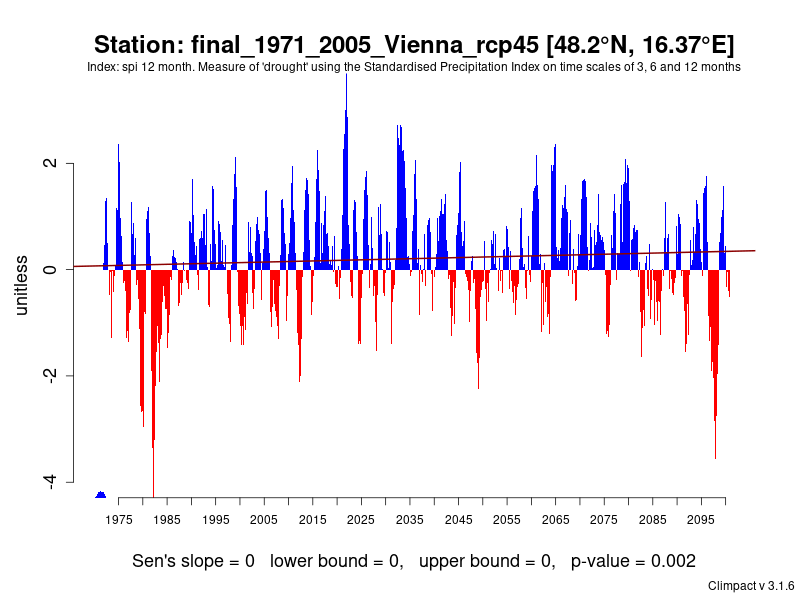 Station: final_1971_2005_Vienna_rcp45 [48.2°N, 16.37°E]
Index: spi 12 month. Measure of 'drought' using the Standardised Precipitation Index on time scales of 3, 6 and 12 months
unitless
2
0
-2
-4
1975 1985 1995 2005 2015 2025 2035 2045 2055 2065 2075 2085 2095
Sen's slope = 0 lower bound = 0, upper bound = 0, p-value = 0.002
Climpact v 3.1.6